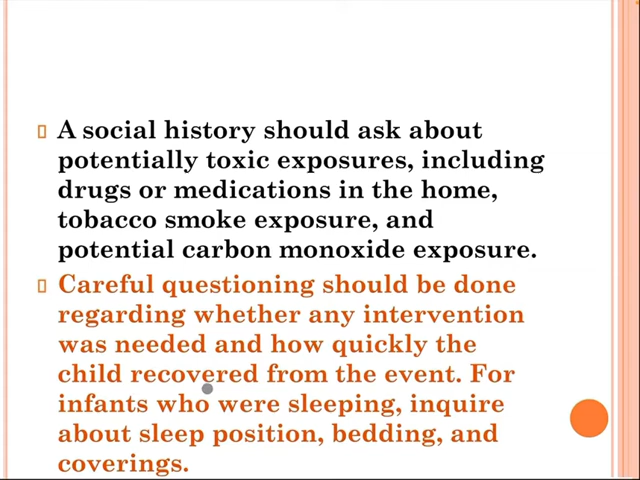 A social history should ask about
potentially toxic exposures, including
drugs or medications in the home,
tobacco smoke exposure, and
potential carbon monoxide exposure.
Careful questioning should be done
regarding whether any intervention
was needed and how quickly the
child recovered from the event. For
infants who were sleeping, inquire
about sleep position, bedding, and
coverings.